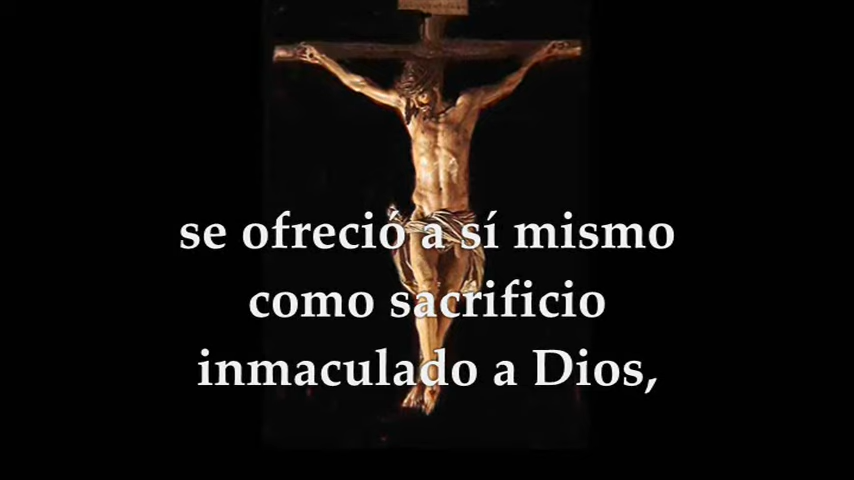 se ofreció a sí mismo
como sacrificio
inmaculado a Dios,